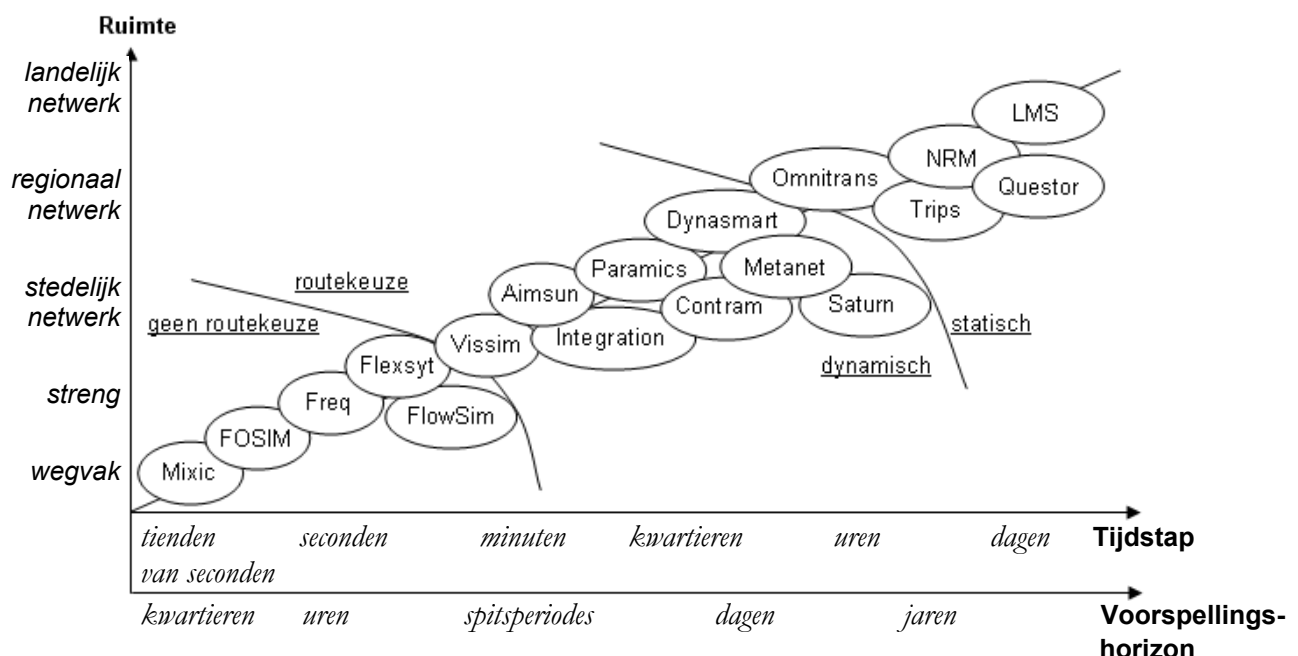 Ruimte
landelijk
netwerk
LMS
NRM
regionaal
netwerk
Omnitrans
Questor
Trips
Dynasmart
Paramics
Metanet
routekeuze
stedelijk
netwerk
Aimsun
Contram
Saturn
geen routekeuze
Vissim
Integration
statisch
Flexsyt
dynamisch
streng
Freq
FlowSim
FOSIM
wegvak
Mixic
tienden
van seconden
seconden
minuten
kwartieren
uren
dagen
Tijdstap
kwartieren
uren
spitsperiodes
dagen
jaren
Voorspellings-
horizon